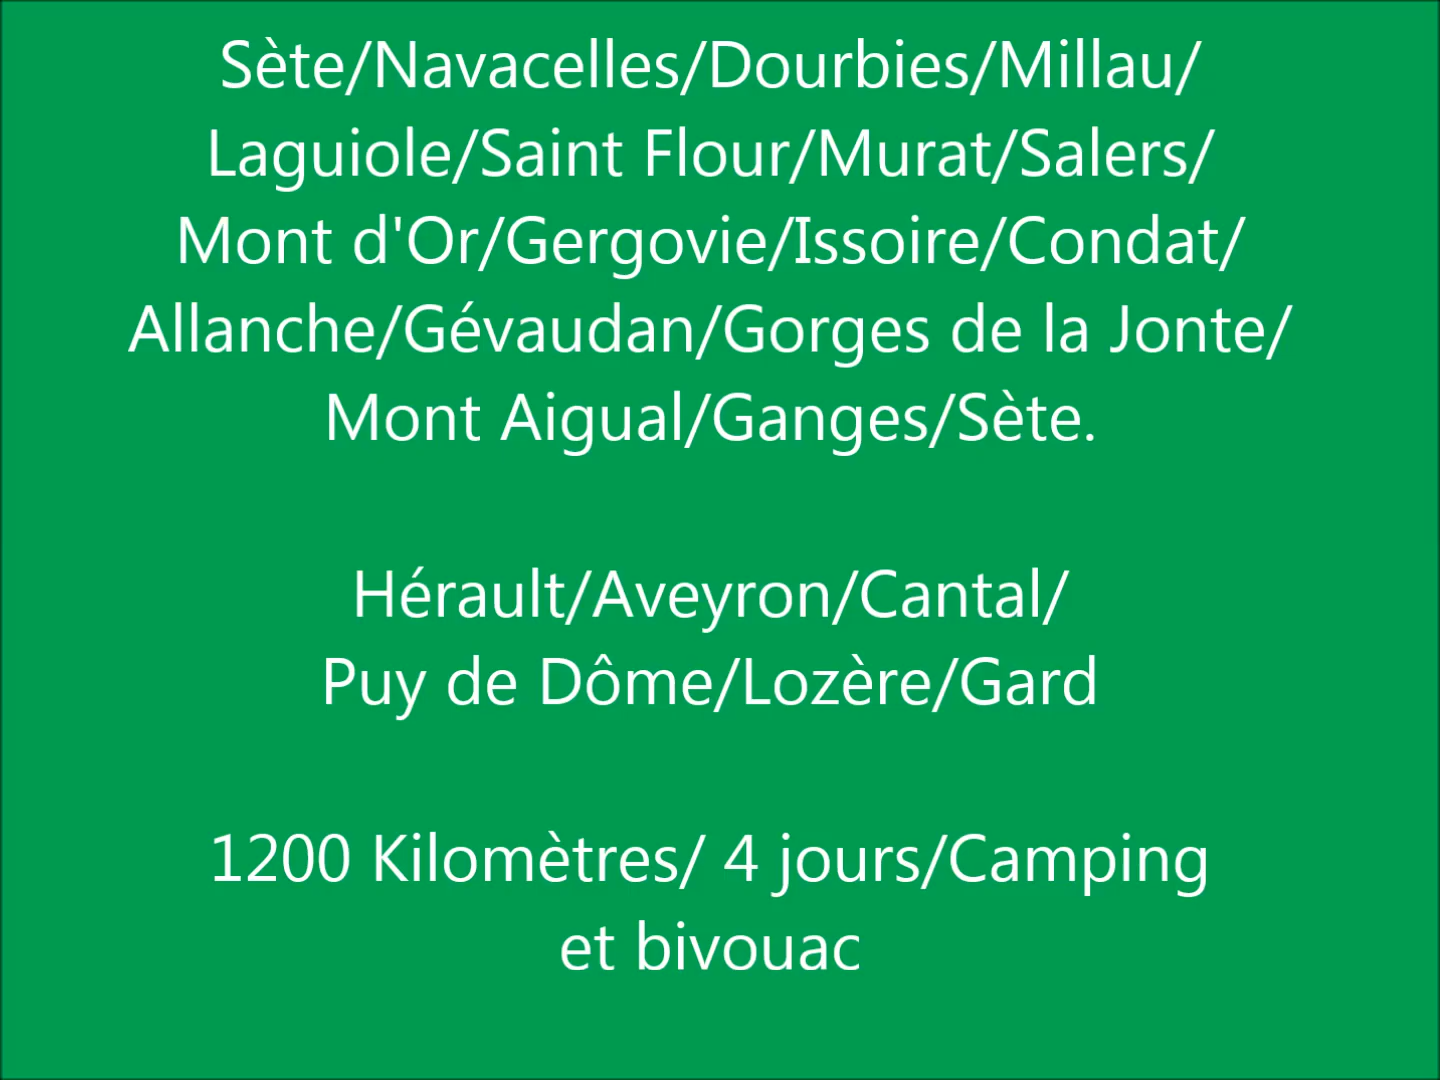 Sète/Navacelles/Dourbies/Millau/
Laguiole/Saint Flour/Murat/Salers/
Mont d'Or/Gergovie/Issoire/Condat/
Allanche/Gévaudan/Gorges de la Jonte/
Mont Aigual/Ganges/Sète.
Hérault/Aveyron/Cantal/
Puy de Dôme/Lozère/Gard
1200 Kilomètres/ 4 jours/Camping
et bivouac